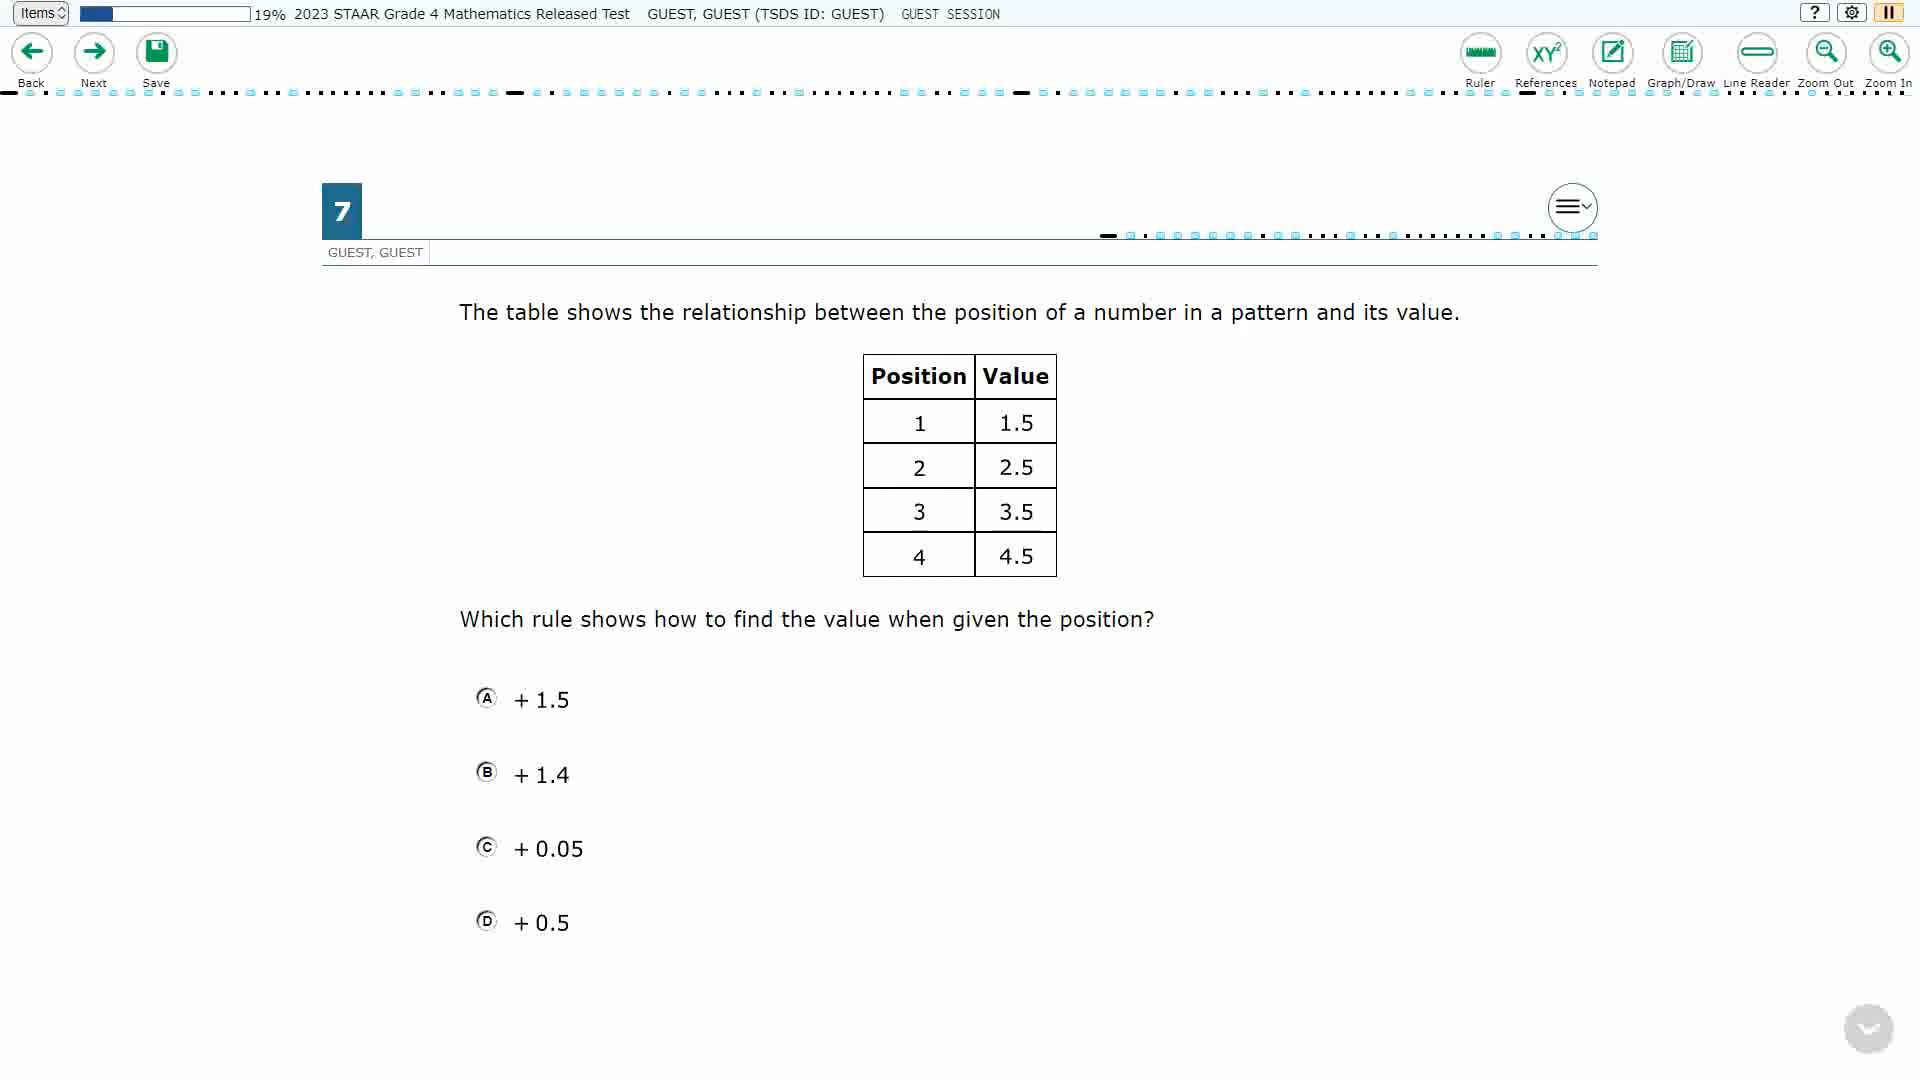 Items 19% 2023 STAAR Grade 4 Mathematics Released Test GUEST, GUEST (TSDS ID: GUEST) GUEST SESSION ?
Back Next Save XY² Ruler References Notepad Graph/Draw Line Reader Zoom Out Zoom In
7
GUEST, GUEST
The table shows the relationship between the position of a number in a pattern and its value.
Position Value
1 1.5
2 2.5
3 3.5
4 4.5
Which rule shows how to find the value when given the position?
A + 1.5
B + 1.4
C + 0.05
D + 0.5